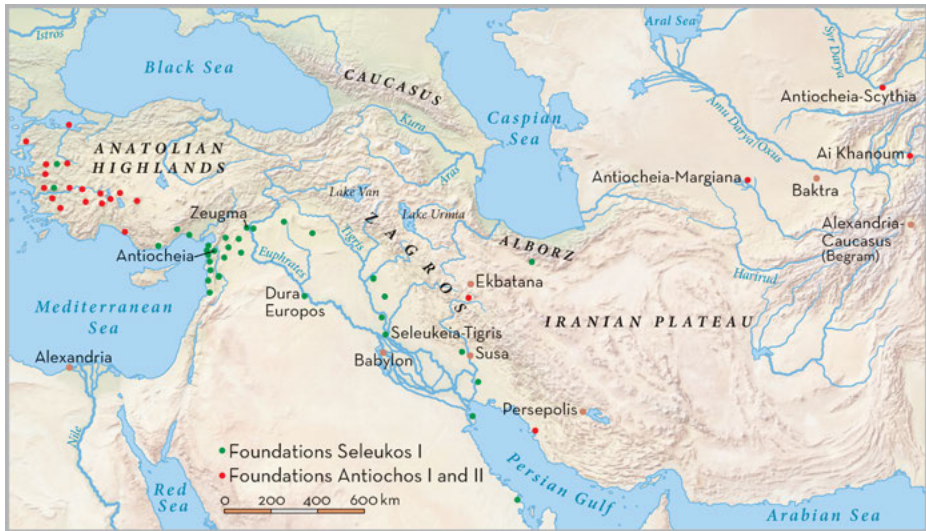 Istros
Black Sea
CAUCASUS
Caspian
Sea
Aral Sea
Syr Darya
Antiocheia-Scythia
Kura
Aras
Amu Darya/Oxus
ANATOLIAN
HIGHLANDS
Ai Khanoum
Antiocheia-Margiana
Baktra
Lake Van
Lake Urmia
Zeugma
Tigris
ZAGROS
ALBORZ
Alexandria-
Caucasus
(Begram)
Antiocheia
Euphrates
Harirud
Ekbatana
Mediterranean
Sea
Dura
Europos
IRANIAN PLATEAU
Seleukeia-Tigris
Alexandria
Babylon
Susa
Persepolis
Nile
Foundations Seleukos I
Foundations Antiochos I and II
0 200 400 600 km
Red
Sea
Persian Gulf
Arabian Sea